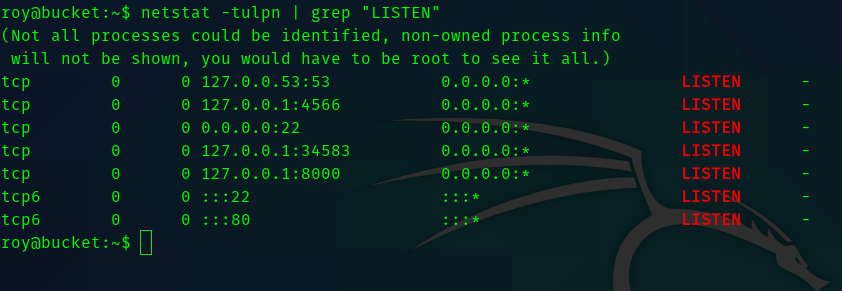 roy@bucket:~$ netstat -tulpn | grep "LISTEN"
(Not all processes could be identified, non-owned process info
 will not be shown, you would have to be root to see it all.)
tcp        0      0 127.0.0.53:53           0.0.0.0:*               LISTEN      -
tcp        0      0 127.0.0.1:4566          0.0.0.0:*               LISTEN      -
tcp        0      0 0.0.0.0:22              0.0.0.0:*               LISTEN      -
tcp        0      0 127.0.0.1:34583         0.0.0.0:*               LISTEN      -
tcp        0      0 127.0.0.1:8000          0.0.0.0:*               LISTEN      -
tcp6       0      0 :::22                   :::*                    LISTEN      -
tcp6       0      0 :::80                   :::*                    LISTEN      -
roy@bucket:~$